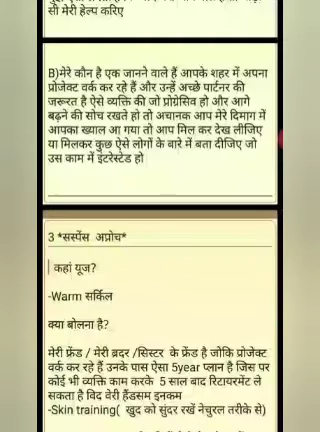 सी मेरी हेल्प करिए
B)मेरे कौन है एक जानने वाले हैं आपके शहर में अपना
प्रोजेक्ट वर्क कर रहे हैं और उन्हें अच्छे पार्टनर की
जरूरत है ऐसे व्यक्ति की जो प्रोग्रेसिव हो और आगे
बढ़ने की सोच रखते हो तो अचानक आप मेरे दिमाग में
आपका ख्याल आ गया तो आप मिल कर देख लीजिए
या मिलकर कुछ ऐसे लोगों के बारे में बता दीजिए जो
उस काम में इंटरेस्टेड हो
3 *सस्पेंस अप्रोच*
कहां यूज?
-Warm सर्किल
क्या बोलना है?
मेरी फ्रेंड / मेरी ब्रदर /सिस्टर के फ्रेंड है जोकि प्रोजेक्ट
वर्क कर रहे हैं उनके पास ऐसा 5year प्लान है जिस पर
कोई भी व्यक्ति काम करके 5 साल बाद रिटायरमेंट ले
सकता है विद वेरी हैंडसम इनकम
-Skin training( खुद को सुंदर रखें नेचुरल तरीके से)